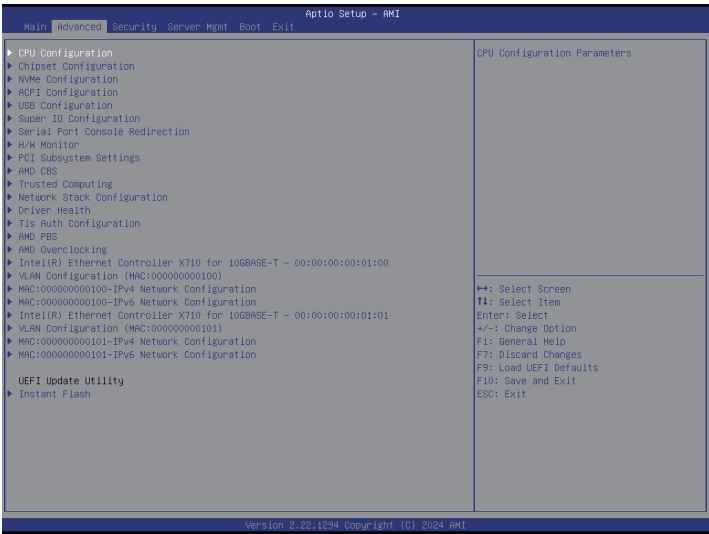 Aptio Setup – AMI
Main Advanced Security Server Mgmt Boot Exit
CPU Configuration
Chipset Configuration
NVMe Configuration
ACPI Configuration
USB Configuration
Super IO Configuration
Serial Port Console Redirection
H/W Monitor
PCI Subsystem Settings
AMD CBS
Trusted Computing
Network Stack Configuration
Driver Health
Tls Auth Configuration
AMD PBS
AMD Overclocking
Intel(R) Ethernet Controller X710 for 10GBASE-T – 00:00:00:00:01:00
VLAN Configuration (MAC:000000000100)
MAC:000000000100-IPv4 Network Configuration
MAC:000000000100-IPv6 Network Configuration
Intel(R) Ethernet Controller X710 for 10GBASE-T – 00:00:00:00:01:01
VLAN Configuration (MAC:000000000101)
MAC:000000000101-IPv4 Network Configuration
MAC:000000000101-IPv6 Network Configuration
UEFI Update Utility
Instant Flash
CPU Configuration Parameters
↔: Select Screen
↑↓: Select Item
Enter: Select
+/-: Change Option
F1: General Help
F7: Discard Changes
F9: Load UEFI Defaults
F10: Save and Exit
ESC: Exit
Version 2.22.1294 Copyright (C) 2024 AMI